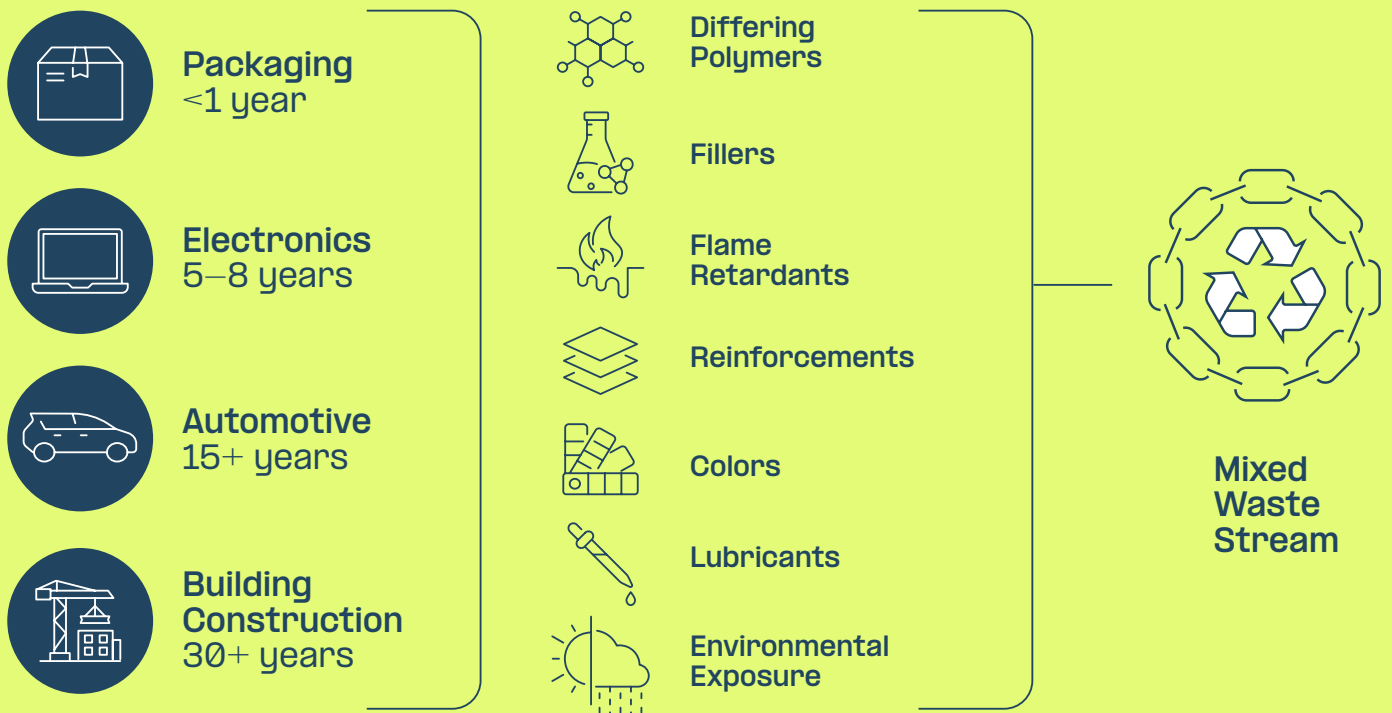 Packaging
<1 year
Electronics
5–8 years
Automotive
15+ years
Building
Construction
30+ years
Differing
Polymers
Fillers
Flame
Retardants
Reinforcements
Colors
Lubricants
Environmental
Exposure
Mixed
Waste
Stream